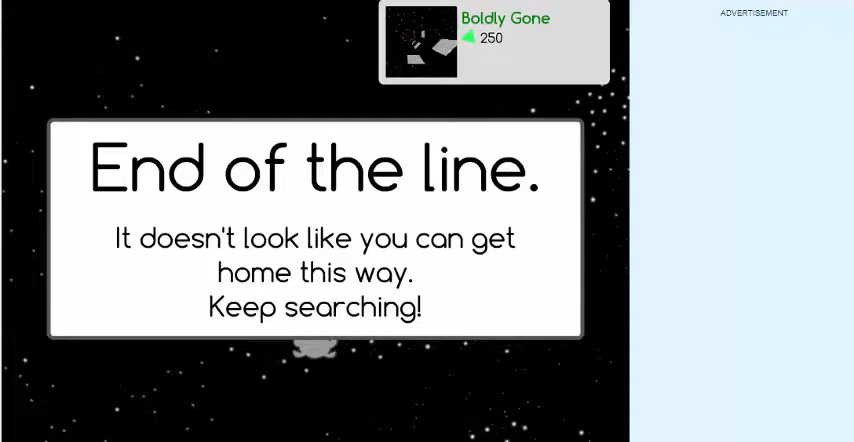 Boldly Gone
250
ADVERTISEMENT
End of the line.
It doesn't look like you can get
home this way.
Keep searching!